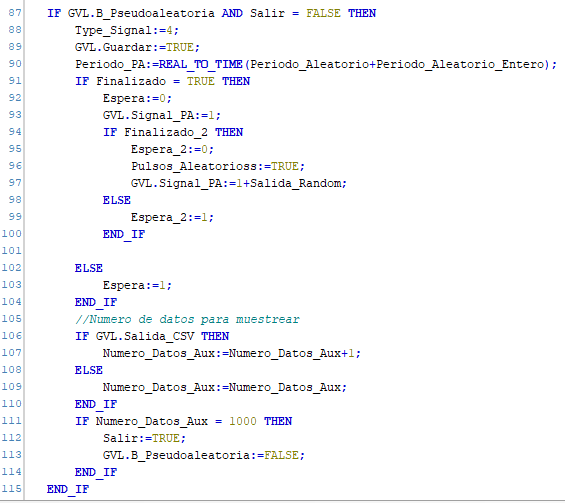 87 IF GVL.B_Pseudoaleatoria AND Salir = FALSE THEN
88 Type_Signal:=4;
89 GVL.Guardar:=TRUE;
90 Periodo_PA:=REAL_TO_TIME(Periodo_Aleatorio+Periodo_Aleatorio_Entero);
91 IF Finalizado = TRUE THEN
92 Espera:=0;
93 GVL.Signal_PA:=1;
94 IF Finalizado_2 THEN
95 Espera_2:=0;
96 Pulsos_Aleatorioss:=TRUE;
97 GVL.Signal_PA:=1+Salida_Random;
98 ELSE
99 Espera_2:=1;
100 END_IF
101
102 ELSE
103 Espera:=1;
104 END_IF
105 //Numero de datos para muestrear
106 IF GVL.Salida_CSV THEN
107 Numero_Datos_Aux:=Numero_Datos_Aux+1;
108 ELSE
109 Numero_Datos_Aux:=Numero_Datos_Aux;
110 END_IF
111 IF Numero_Datos_Aux = 1000 THEN
112 Salir:=TRUE;
113 GVL.B_Pseudoaleatoria:=FALSE;
114 END_IF
115 END_IF